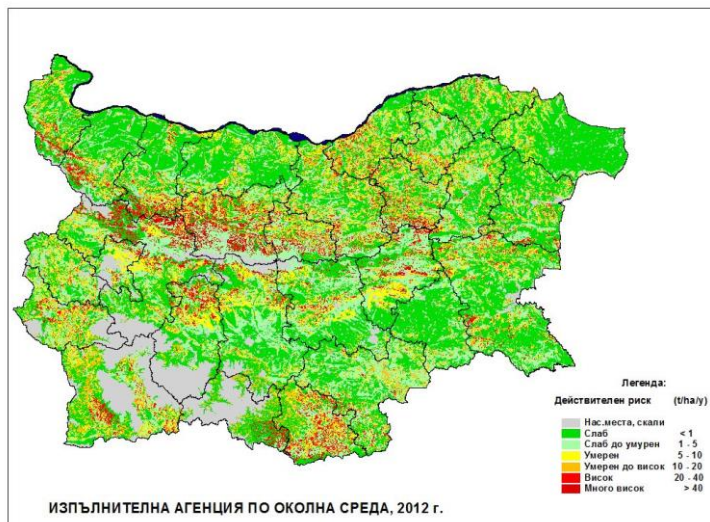 Легенда:
Действителен риск (t/ha/y)
Нас.места, скали
Слаб < 1
Слаб до умурен 1 - 5
Умерен 5 - 10
Умерен до висок 10 - 20
Висок 20 - 40
Много висок > 40
ИЗПЪЛНИТЕЛНА АГЕНЦИЯ ПО ОКОЛНА СРЕДА, 2012 г.